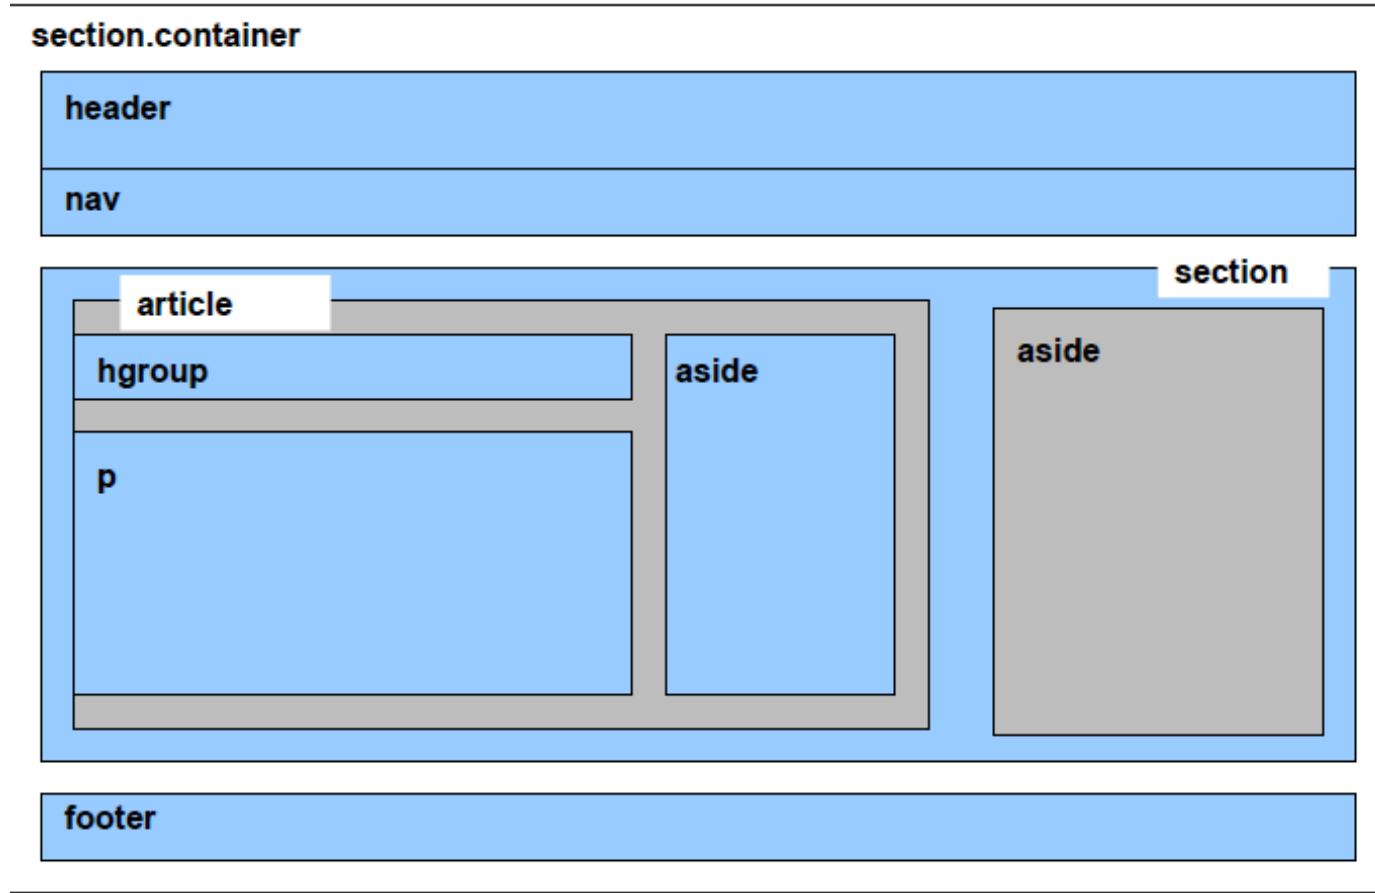 section.container
header
nav
section
article
hgroup
aside
aside
p
footer